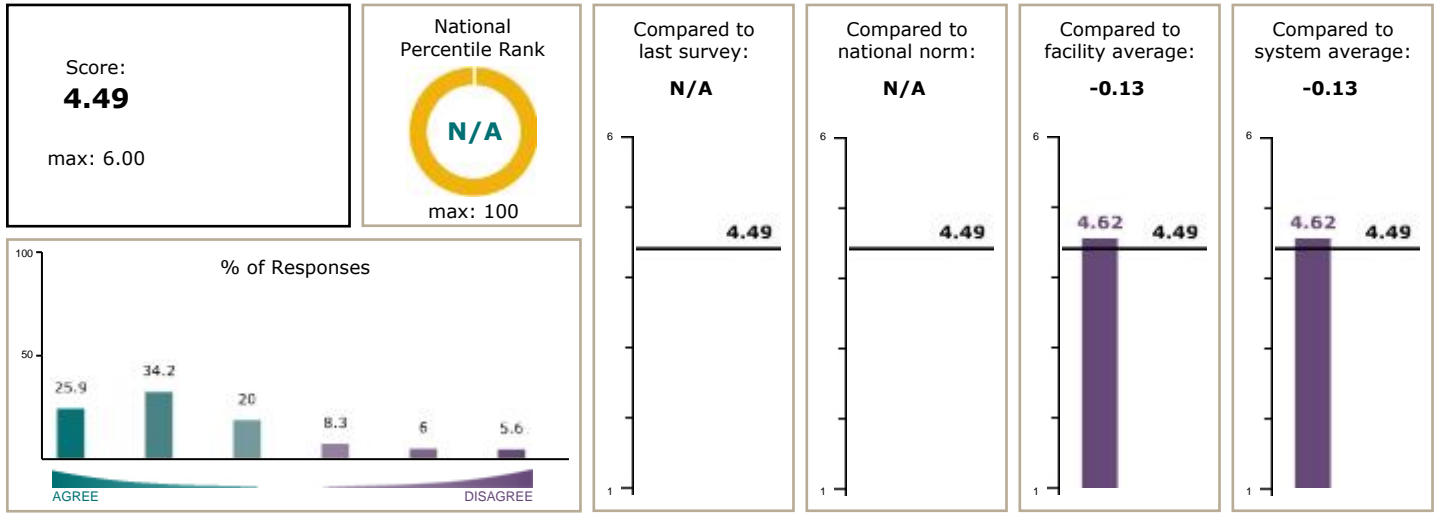 Score:
4.49
max: 6.00
National
Percentile Rank
N/A
max: 100
% of Responses
100
50
25.9
34.2
20
8.3
6
5.6
AGREE
DISAGREE
Compared to
last survey:
N/A
6
4.49
1
Compared to
national norm:
N/A
6
4.49
1
Compared to
facility average:
-0.13
6
4.62
4.49
1
Compared to
system average:
-0.13
6
4.62
4.49
1